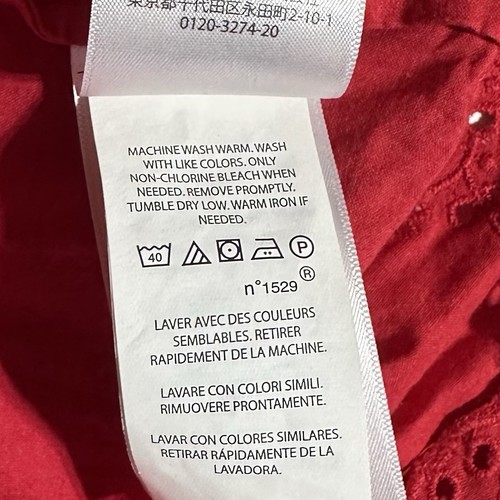 東京都千代田区永田町2-10-1
0120-3274-20
MACHINE WASH WARM. WASH
WITH LIKE COLORS. ONLY
NON-CHLORINE BLEACH WHEN
NEEDED. REMOVE PROMPTLY.
TUMBLE DRY LOW. WARM IRON IF
NEEDED.
40 P
n°1529®
LAVER AVEC DES COULEURS
SEMBLABLES. RETIRER
RAPIDEMENT DE LA MACHINE.
LAVARE CON COLORI SIMILI.
RIMUOVERE PRONTAMENTE.
LAVAR CON COLORES SIMILARES.
RETIRAR RÁPIDAMENTE DE LA
LAVADORA.